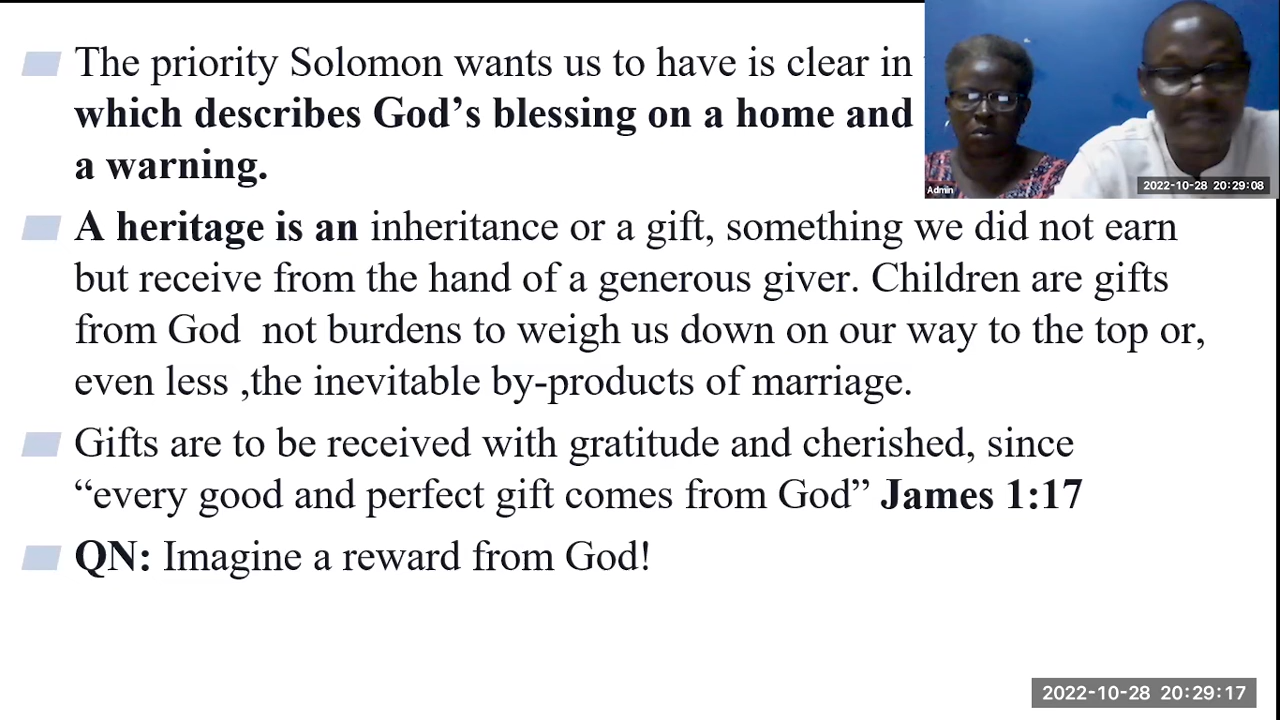 The priority Solomon wants us to have is clear in
which describes God’s blessing on a home and
a warning.
A heritage is an inheritance or a gift, something we did not earn
but receive from the hand of a generous giver. Children are gifts
from God  not burdens to weigh us down on our way to the top or,
even less ,the inevitable by-products of marriage.
Gifts are to be received with gratitude and cherished, since
“every good and perfect gift comes from God” James 1:17
QN: Imagine a reward from God!
Admin
2022-10-28 20:29:08
2022-10-28 20:29:17